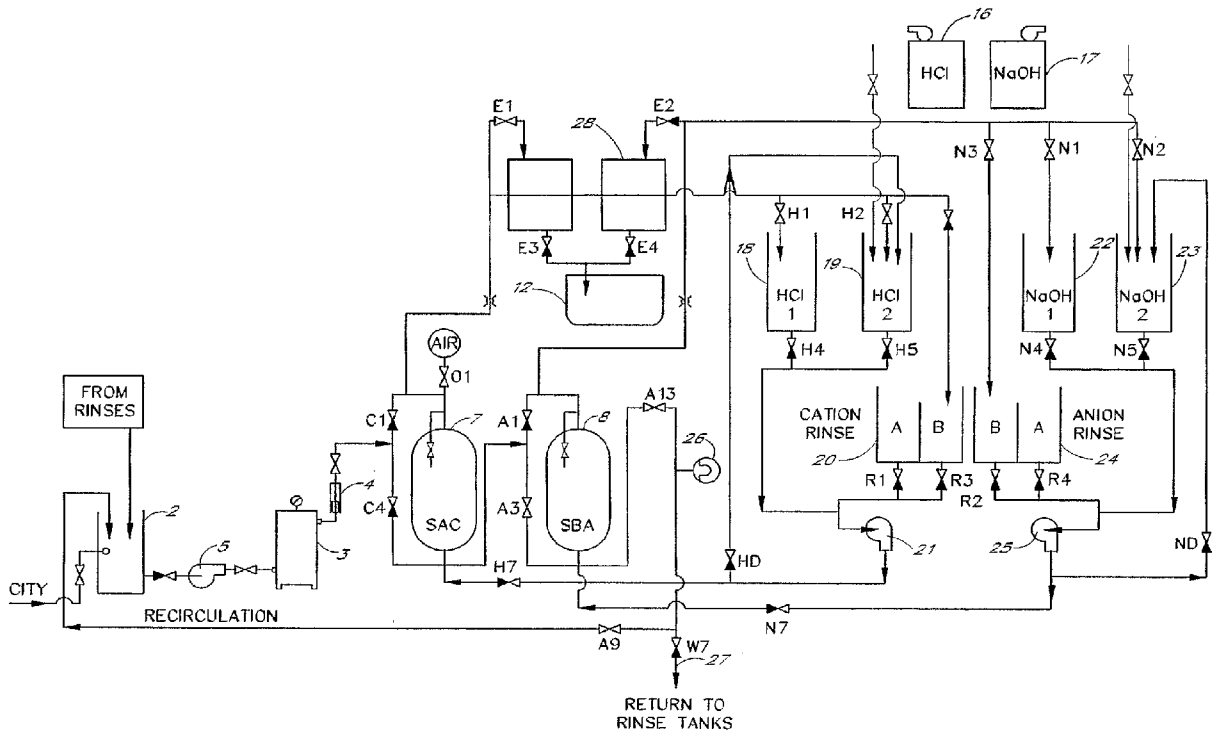 16
HCl
NaOH
17
E1
E2
28
N3
N1
N2
H1
H2
E3
E4
18
HCl
1
19
HCl
2
22
NaOH
1
NaOH
2
23
12
AIR
O1
H4
H5
N4
N5
FROM
RINSES
C1
7
A1
8
A13
CATION
RINSE
A
B
B
A
ANION
RINSE
20
24
26
4
R1
R3
R2
R4
2
C4
A3
SAC
SBA
5
3
21
25
HD
ND
H7
CITY
RECIRCULATION
N7
A9
W7
27
RETURN TO
RINSE TANKS